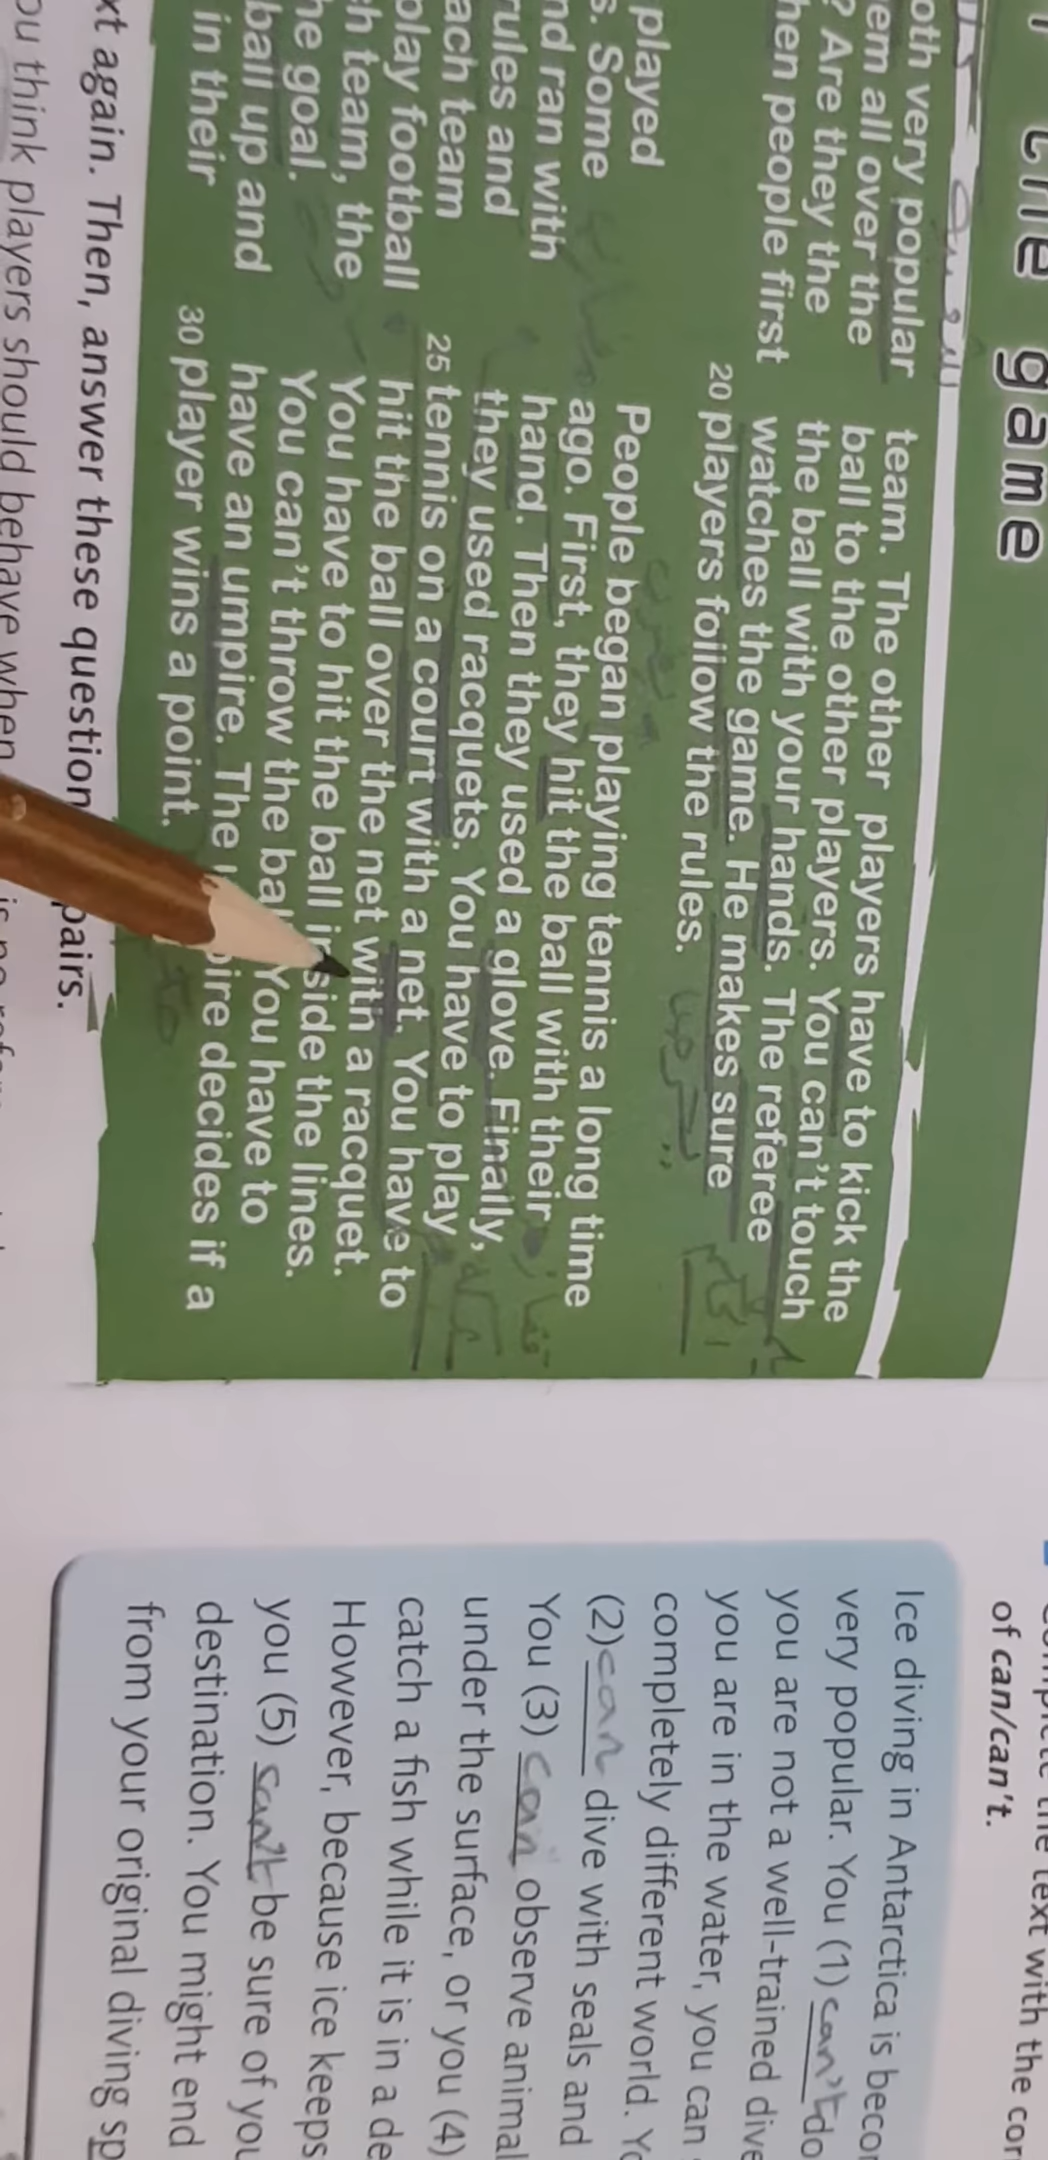 the game
oth very popular
em all over the
? Are they the
hen people first
played
s. Some
nd ran with
rules and
ach team
play football
h team, the
he goal.
ball up and
in their
team. The other players have to kick the
ball to the other players. You can't touch
the ball with your hands. The referee
watches the game. He makes sure
20 players follow the rules.
People began playing tennis a long time
ago. First, they hit the ball with their
hand. Then they used a glove. Finally,
they used racquets. You have to play
25 tennis on a court with a net. You have to
hit the ball over the net with a racquet.
You have to hit the ball inside the lines.
You can't throw the ball. You have to
have an umpire. The umpire decides if a
30 player wins a point.
xt again. Then, answer these question pairs.
ou think players should behave when
the text with the cor
of can/can't.
Ice diving in Antarctica is becor
very popular. You (1) can't do
you are not a well-trained dive
you are in the water, you can
completely different world. Yo
(2) can dive with seals and
You (3) can observe animal
under the surface, or you (4)
catch a fish while it is in a de
However, because ice keeps
you (5) can't be sure of you
destination. You might end
from your original diving sp